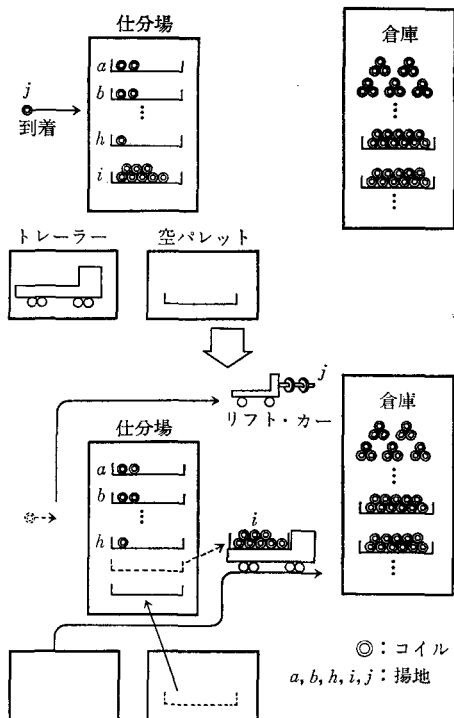 仕分場
倉庫
j
到着
a
b
h
i
トレーラー
空パレット
j
リフト・カー
仕分場
倉庫
a
b
h
i
◎：コイル
a, b, h, i, j：揚地